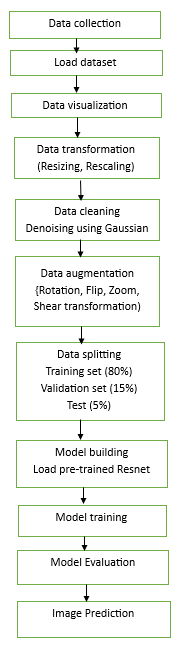 Data collection
Load dataset
Data visualization
Data transformation
(Resizing, Rescaling)
Data cleaning
Denoising using Gaussian
Data augmentation
{Rotation, Flip, Zoom,
Shear transformation)
Data splitting
Training set (80%)
Validation set (15%)
Test (5%)
Model building
Load pre-trained Resnet
Model training
Model Evaluation
Image Prediction